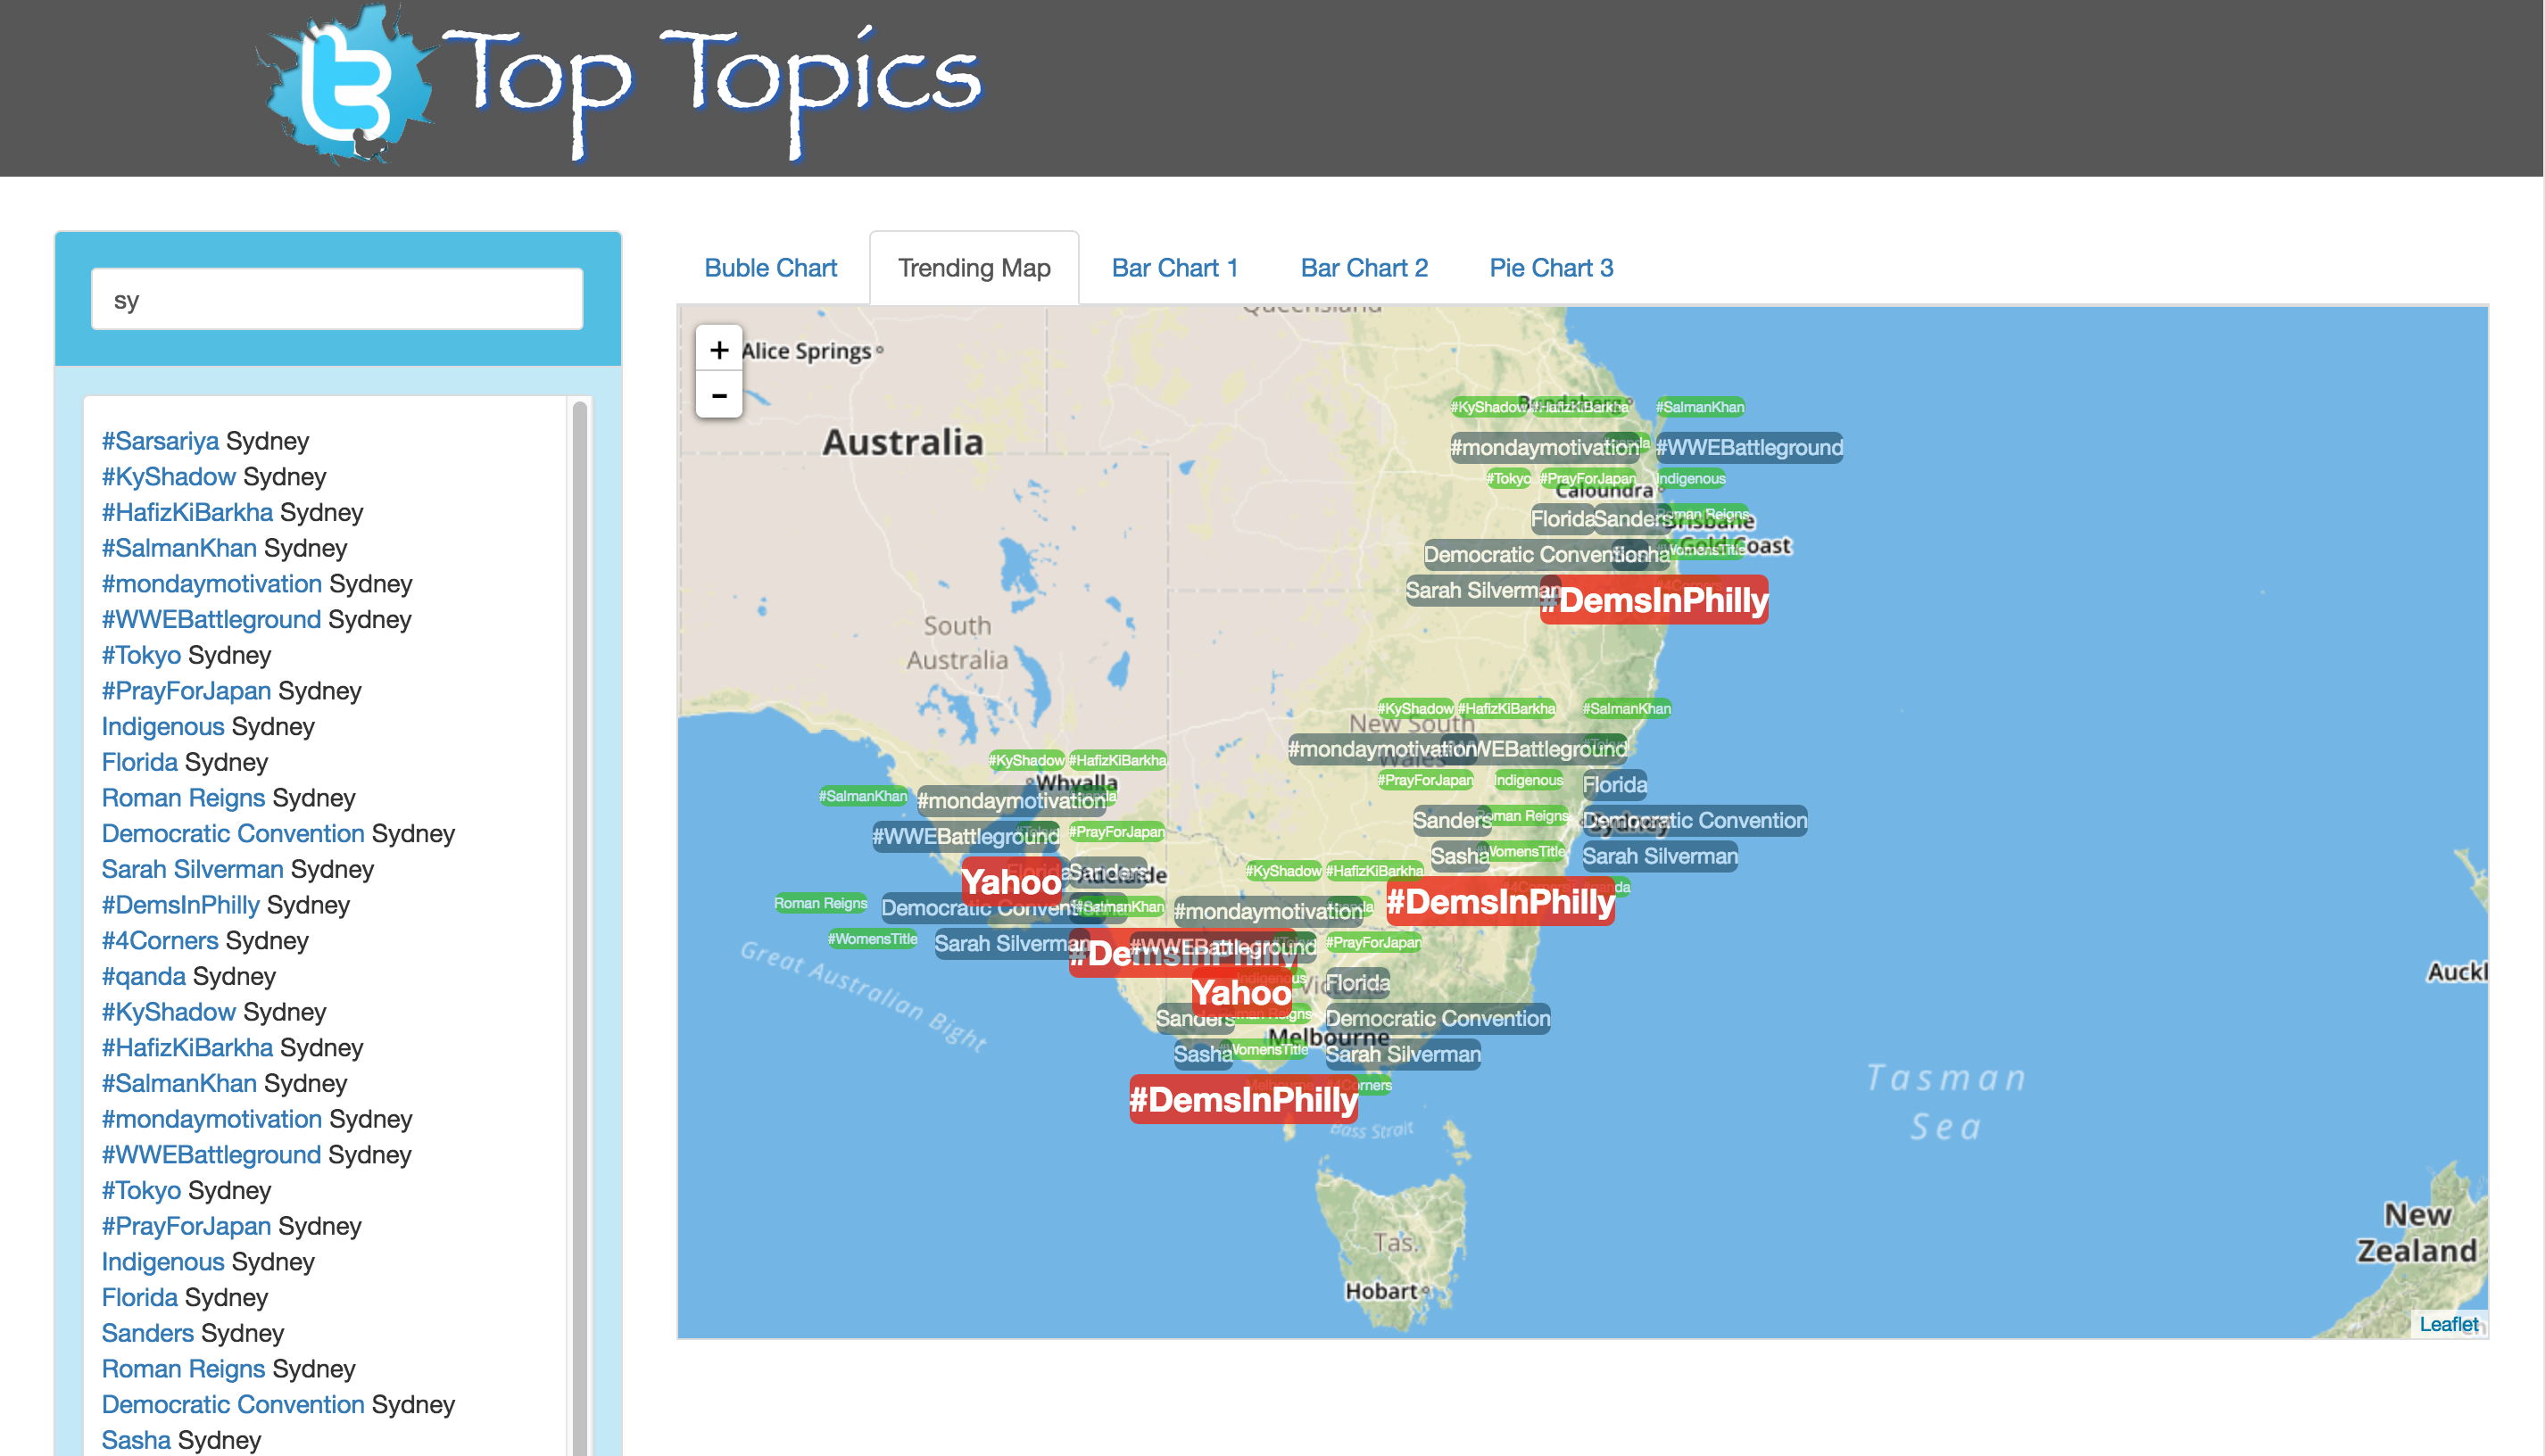 Top Topics
sy
#Sarsariya Sydney
#KyShadow Sydney
#HafizKiBarkha Sydney
#SalmanKhan Sydney
#mondaymotivation Sydney
#WWEBattleground Sydney
#Tokyo Sydney
#PrayForJapan Sydney
Indigenous Sydney
Florida Sydney
Roman Reigns Sydney
Democratic Convention Sydney
Sarah Silverman Sydney
#DemsInPhilly Sydney
#4Corners Sydney
#qanda Sydney
#KyShadow Sydney
#HafizKiBarkha Sydney
#SalmanKhan Sydney
#mondaymotivation Sydney
#WWEBattleground Sydney
#Tokyo Sydney
#PrayForJapan Sydney
Indigenous Sydney
Florida Sydney
Sanders Sydney
Roman Reigns Sydney
Democratic Convention Sydney
Sasha Sydney
Buble Chart Trending Map Bar Chart 1 Bar Chart 2 Pie Chart 3
+
-
Queensland
Alice Springs
Australia
#KyShadow #HafizKiBarkha #SalmanKhan
#mondaymotivation #WWEBattleground
#Tokyo #PrayForJapan Indigenous
Caloundra
Florida Sanders Roman Reigns
Brisbane
Gold Coast
Democratic Convention #WomensTitle
Sarah Silverman
#DemsInPhilly
South
Australia
#KyShadow #HafizKiBarkha #SalmanKhan
New South
Wales
#mondaymotivation #WWEBattleground
#PrayForJapan Indigenous Florida
Sanders Roman Reigns Democratic Convention
Sydney
Sasha #WomensTitle Sarah Silverman
#DemsInPhilly
#KyShadow #HafizKiBarkha
Whyalla
#SalmanKhan #mondaymotivation
#WWEBattleground #PrayForJapan
Yahoo Florida Sanders
Adelaide
Roman Reigns Democratic Convention
#WomensTitle Sarah Silverman
#DemsInPhilly
Great Australian Bight
#KyShadow #HafizKiBarkha
#SalmanKhan #mondaymotivation
#WWEBattleground #PrayForJapan
Yahoo Florida
Victoria
Sanders Roman Reigns Democratic Convention
Melbourne
Sasha #WomensTitle Sarah Silverman
#DemsInPhilly #4Corners
Bass Strait
Tas.
Hobart
Tasman
Sea
Auckl
New
Zealand
Leaflet